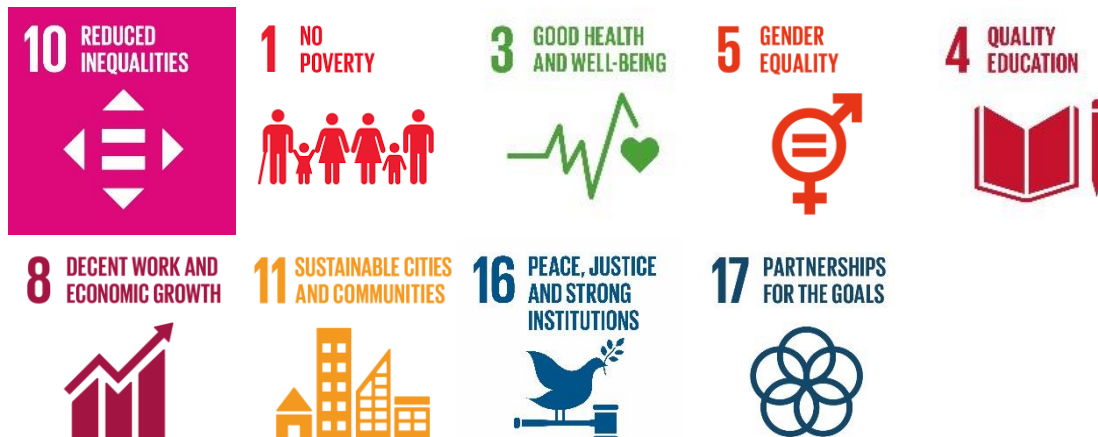 10 REDUCED
INEQUALITIES
1 NO
POVERTY
3 GOOD HEALTH
AND WELL-BEING
5 GENDER
EQUALITY
4 QUALITY
EDUCATION
8 DECENT WORK AND
ECONOMIC GROWTH
11 SUSTAINABLE CITIES
AND COMMUNITIES
16 PEACE, JUSTICE
AND STRONG
INSTITUTIONS
17 PARTNERSHIPS
FOR THE GOALS